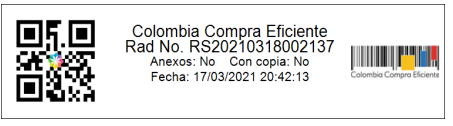 Colombia Compra Eficiente
Rad No. RS20210318002137
Anexos: No Con copia: No
Fecha: 17/03/2021 20:42:13
Colombia Compra Eficiente